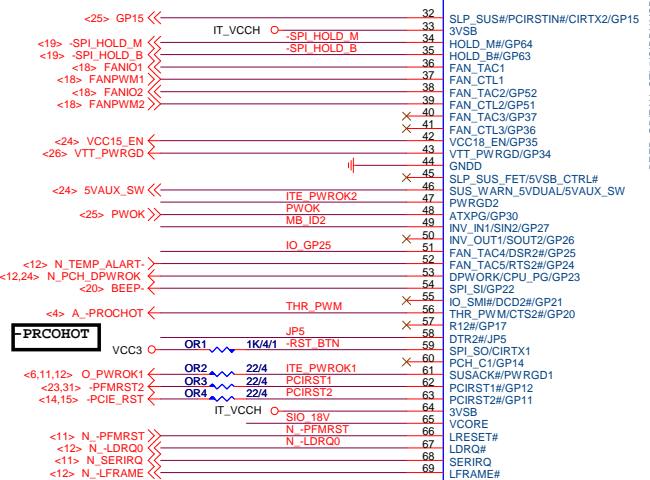 <25> GP15 32 SLP_SUS#/PCIRSTIN#/CIRTX2/GP15
IT_VCCH 33 3VSB
<19> -SPI_HOLD_M -SPI_HOLD_M 34 HOLD_M#/GP64
<19> -SPI_HOLD_B -SPI_HOLD_B 35 HOLD_B#/GP63
<18> FANIO1 36 FAN_TAC1
<18> FANPWM1 37 FAN_CTL1
<18> FANIO2 38 FAN_TAC2/GP52
<18> FANPWM2 39 FAN_CTL2/GP51
40 FAN_TAC3/GP37
41 FAN_CTL3/GP36
<24> VCC15_EN 42 VCC18_EN/GP35
<26> VTT_PWRGD 43 VTT_PWRGD/GP34
44 GNDD
45 SLP_SUS_FET/5VSB_CTRL#
<24> 5VAUX_SW 46 SUS_WARN_5VDUAL/5VAUX_SW
ITE_PWROK2 47 PWRGD2
<25> PWOK PWOK 48 ATXPG/GP30
MB_ID2 49 INV_IN1/SIN2/GP27
50 INV_OUT1/SOUT2/GP26
IO_GP25 51 FAN_TAC4/DSR2#/GP25
<12> N_TEMP_ALART- 52 FAN_TAC5/RTS2#/GP24
<12,24> N_PCH_DPWROK 53 DPWORK/CPU_PG/GP23
<20> BEEP- 54 SPI_SI/GP22
55 IO_SMI#/DCD2#/GP21
<4> A_-PROCHOT THR_PWM 56 THR_PWM/CTS2#/GP20
57 R12#/GP17
-PRCOHOT JP5 58 DTR2#/JP5
VCC3 OR1 1K/4/1 -RST_BTN 59 SPI_SO/CIRTX1
60 PCH_C1/GP14
<6,11,12> O_PWROK1 OR2 22/4 ITE_PWROK1 61 SUSACK#/PWRGD1
<23,31> -PFMRST2 OR3 22/4 PCIRST1 62 PCIRST1#/GP12
<14,15> -PCIE_RST OR4 22/4 PCIRST2 63 PCIRST2#/GP11
IT_VCCH 64 3VSB
SIO_18V 65 VCORE
<11> N_-PFMRST N_-PFMRST 66 LRESET#
<12> N_-LDRQ0 N_-LDRQ0 67 LDRQ#
<11> N_SERIRQ 68 SERIRQ
<12> N_-LFRAME 69 LFRAME#